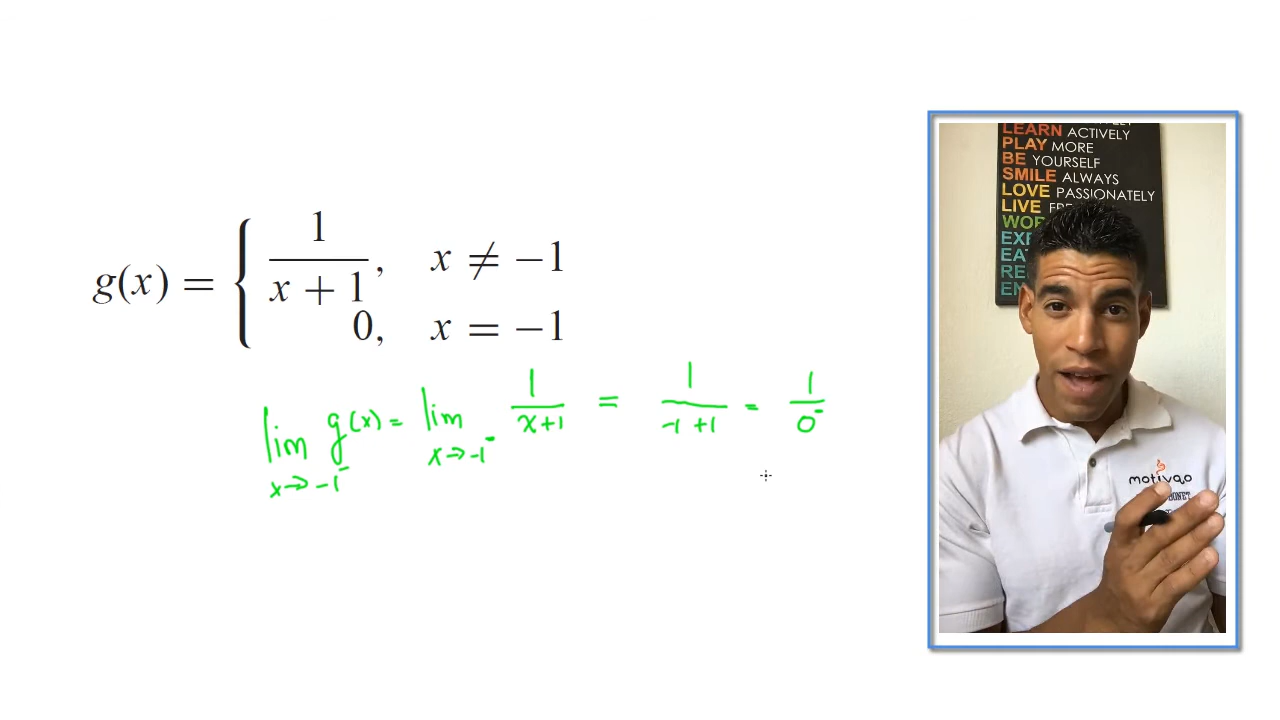 LEARN ACTIVELY
PLAY MORE
BE YOURSELF
SMILE ALWAYS
LOVE PASSIONATELY
LIVE
g(x) = { 1/(x + 1), x ≠ −1
0, x = −1
lim x→-1⁻ g(x) = lim x→-1⁻ 1/(x+1) = 1/(-1+1) = 1/0⁻
motivao